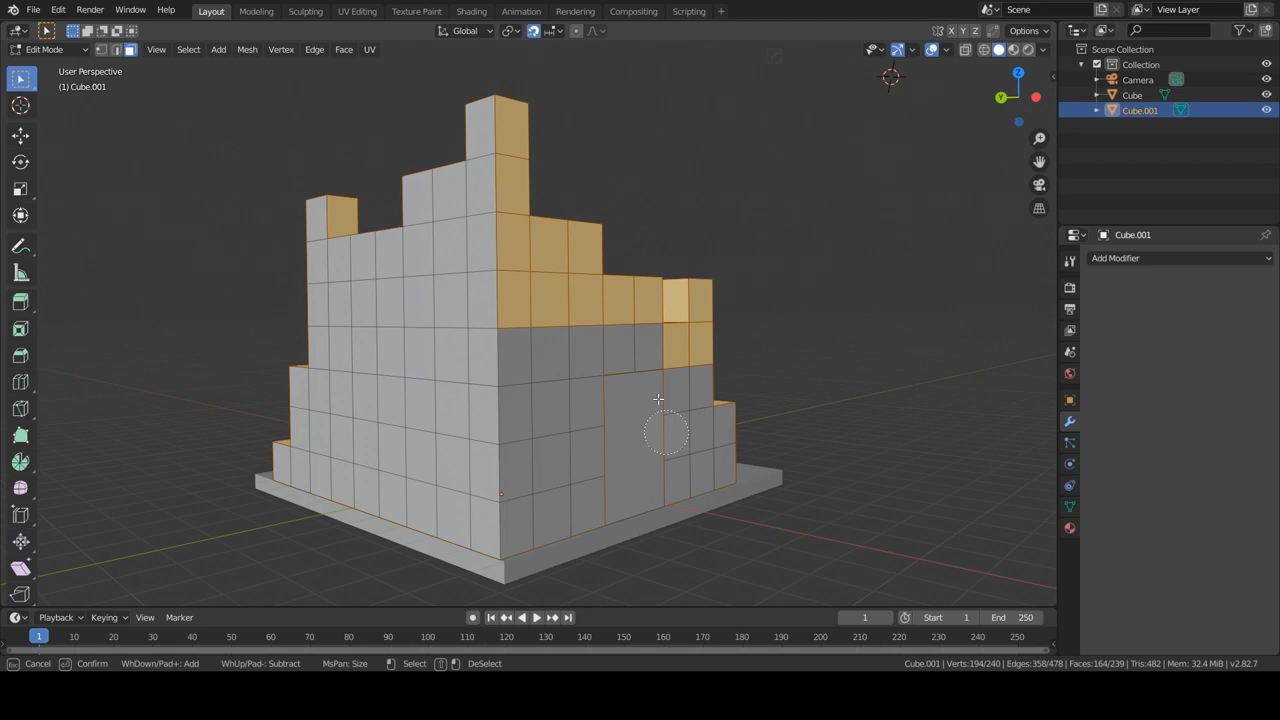 File Edit Render Window Help Layout Modeling Sculpting UV Editing Texture Paint Shading Animation Rendering Compositing Scripting + Scene View Layer
Global Options
Edit Mode View Select Add Mesh Vertex Edge Face UV X Y Z
User Perspective
(1) Cube.001
Z
Y
Scene Collection
Collection
Camera
Cube
Cube.001
Cube.001
Add Modifier
Playback Keying View Marker 1 Start 1 End 250
1 10 20 30 40 50 60 70 80 90 100 110 120 130 140 150 160 170 180 190 200 210 220 230 240 250
Esc Cancel Confirm WhDown/Pad+: Add WhUp/Pad-: Subtract MsPan: Size Select DeSelect Cube.001 | Verts:194/240 | Edges:358/478 | Faces:164/239 | Tris:482 | Mem: 32.4 MiB | v2.82.7